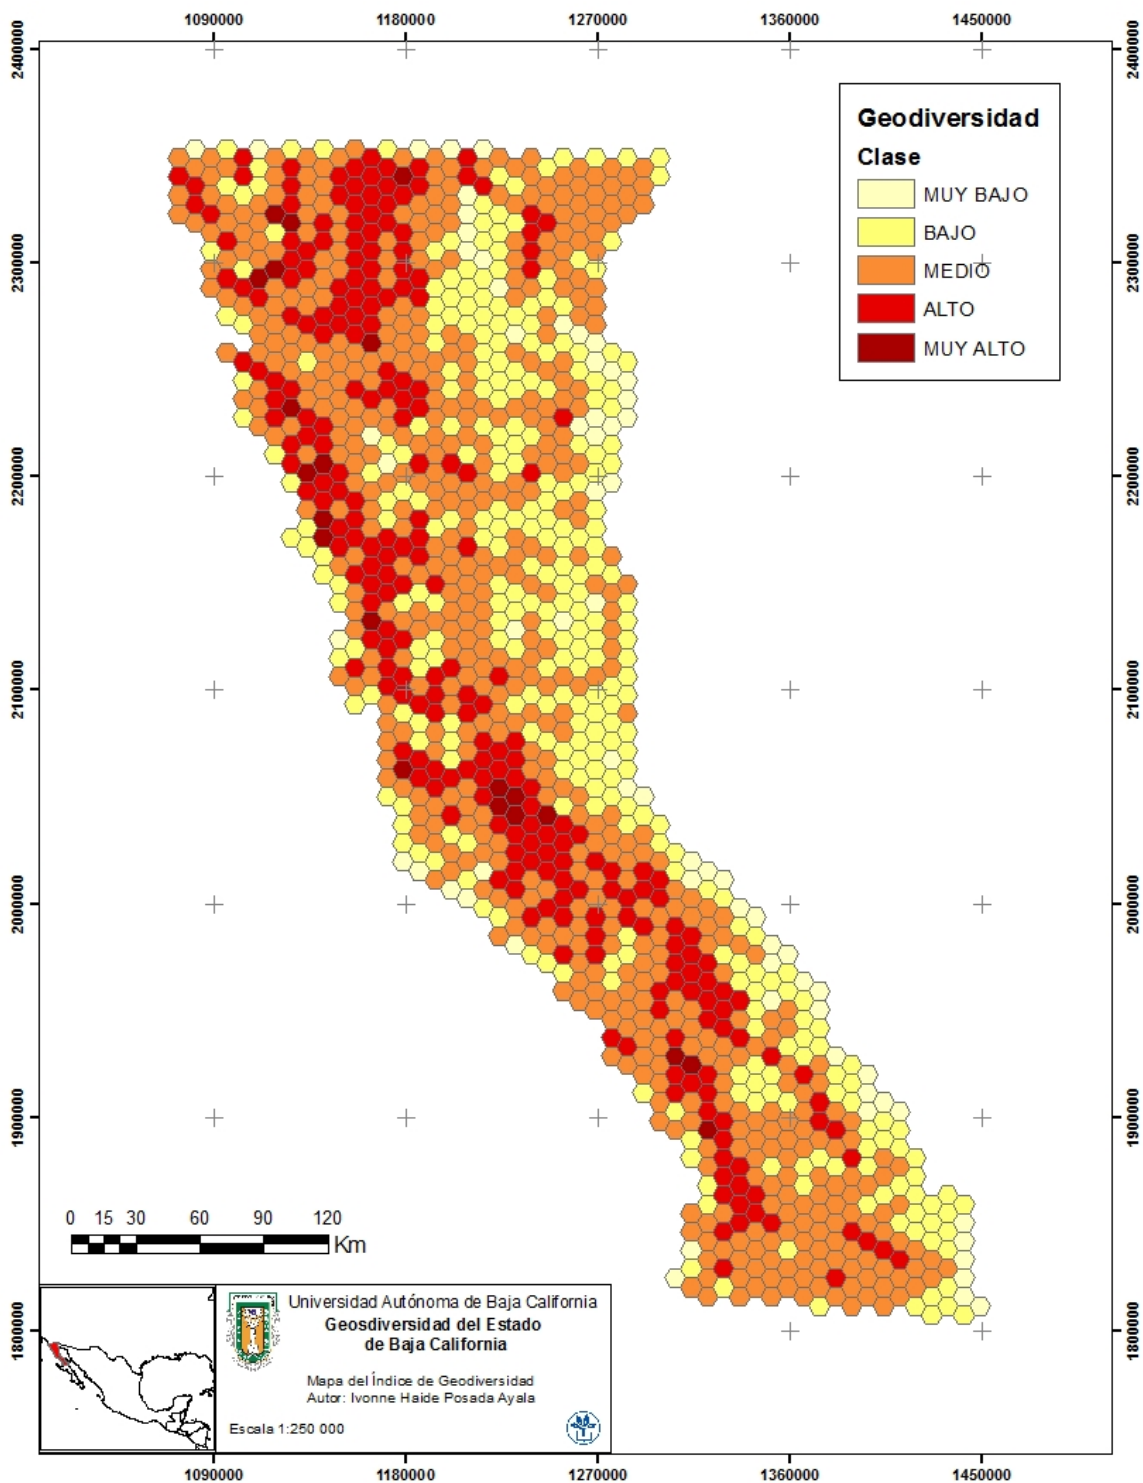 1090000 1180000 1270000 1360000 1450000
2400000 2400000
Geodiversidad
Clase
MUY BAJO
BAJO
MEDIO
ALTO
MUY ALTO
2300000 2300000
2200000 2200000
2100000 2100000
2000000 2000000
1900000 1900000
0 15 30 60 90 120
Km
1800000 1800000
Universidad Autónoma de Baja California
Geosdiversidad del Estado
de Baja California
Mapa del Índice de Geodiversidad
Autor: Ivonne Haide Posada Ayala
Escala 1:250 000
1090000 1180000 1270000 1360000 1450000